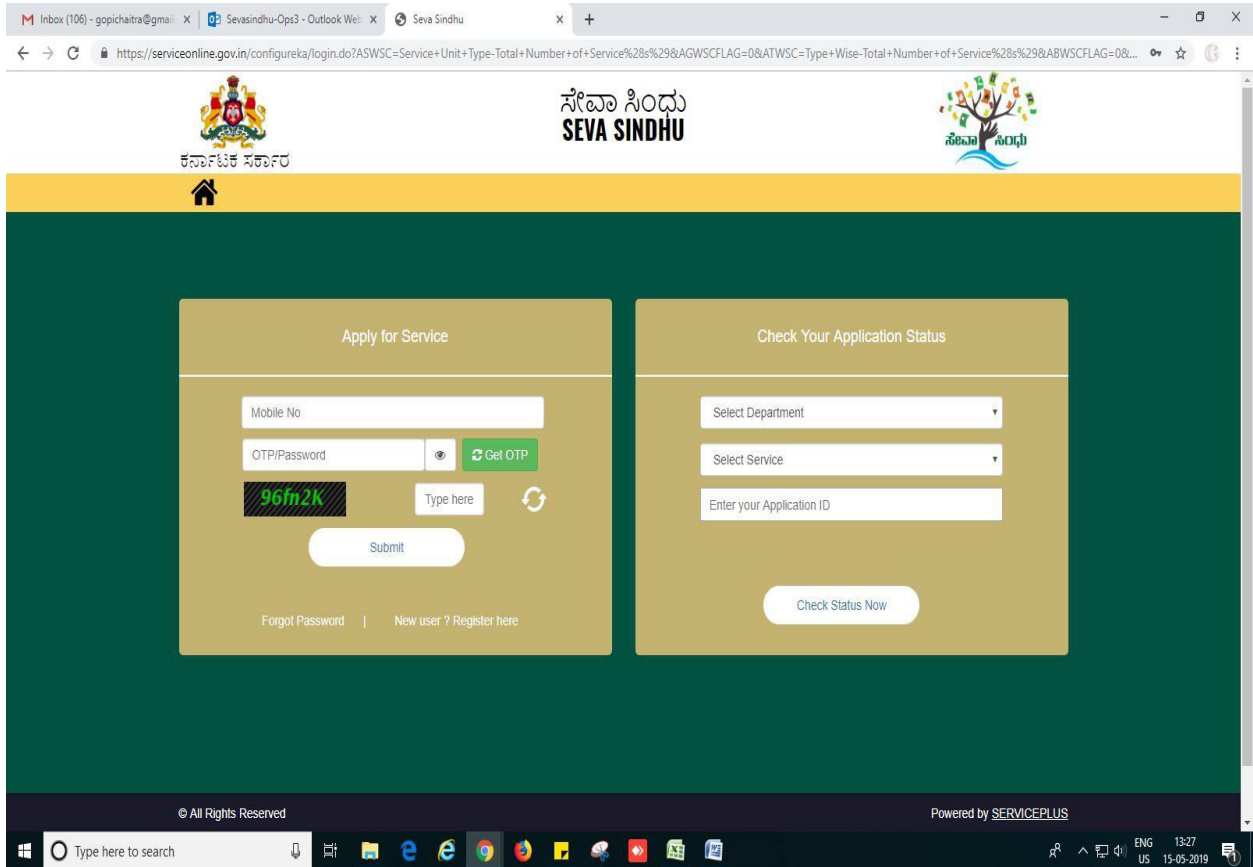 Inbox (106) - gopichaitra@gmail
Sevasindhu-Ops3 - Outlook Web
Seva Sindhu
https://serviceonline.gov.in/configureka/login.do?ASWSC=Service+Unit+Type-Total+Number+of+Service%28s%29&AGWSCFLAG=0&ATWSC=Type+Wise-Total+Number+of+Service%28s%29&ABWSCFLAG=0&...
ಕರ್ನಾಟಕ ಸರ್ಕಾರ
ಸೇವಾ ಸಿಂಧು
SEVA SINDHU
ಸೇವಾ ಸಿಂಧು
Apply for Service
Mobile No
OTP/Password
Get OTP
96fn2K
Type here
Submit
Forgot Password | New user ? Register here
Check Your Application Status
Select Department
Select Service
Enter your Application ID
Check Status Now
© All Rights Reserved
Powered by SERVICEPLUS
Type here to search
ENG
US
13:27
15-05-2019